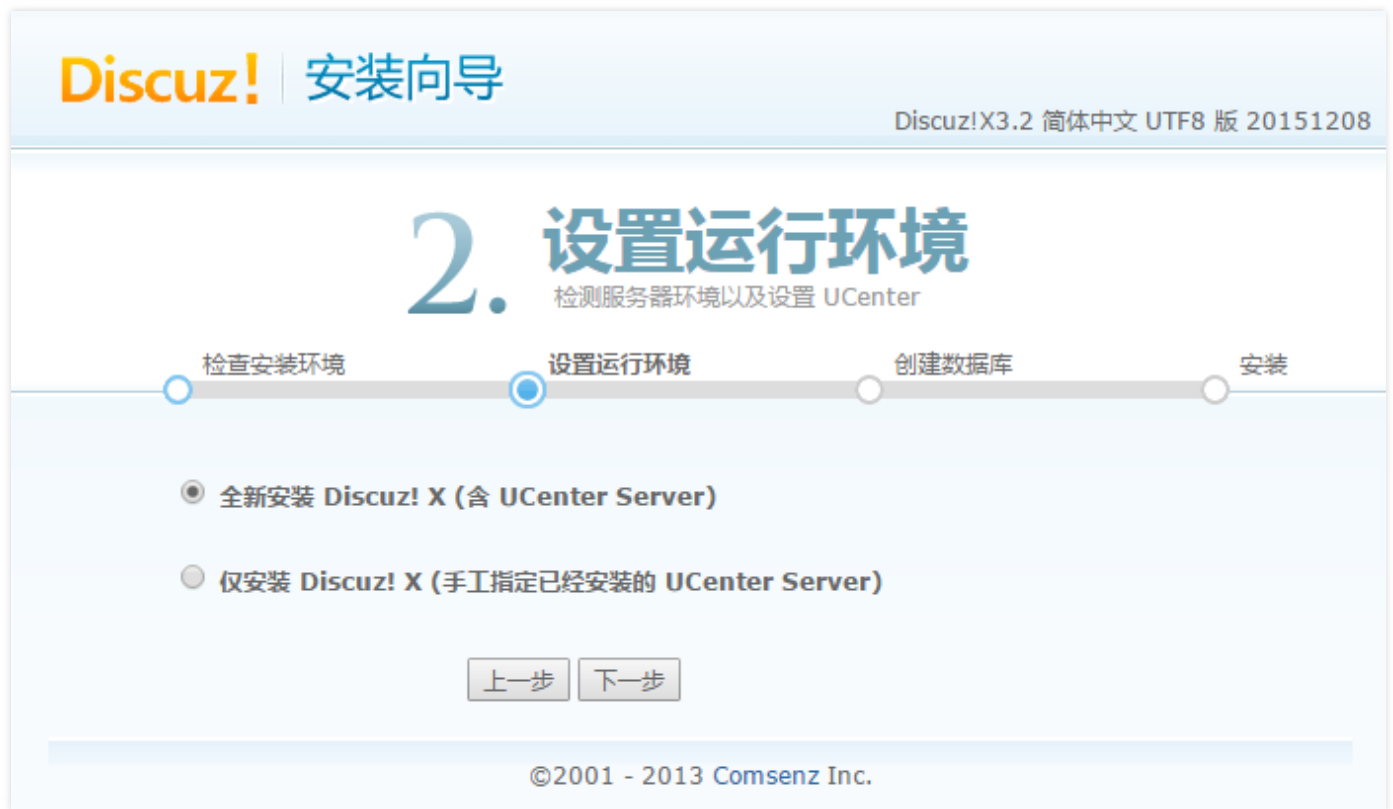 Discuz! 安装向导
Discuz!X3.2 简体中文 UTF8 版 20151208
2. 设置运行环境
检测服务器环境以及设置 UCenter
检查安装环境 设置运行环境 创建数据库 安装
全新安装 Discuz! X (含 UCenter Server)
仅安装 Discuz! X (手工指定已经安装的 UCenter Server)
上一步 下一步
©2001 - 2013 Comsenz Inc.